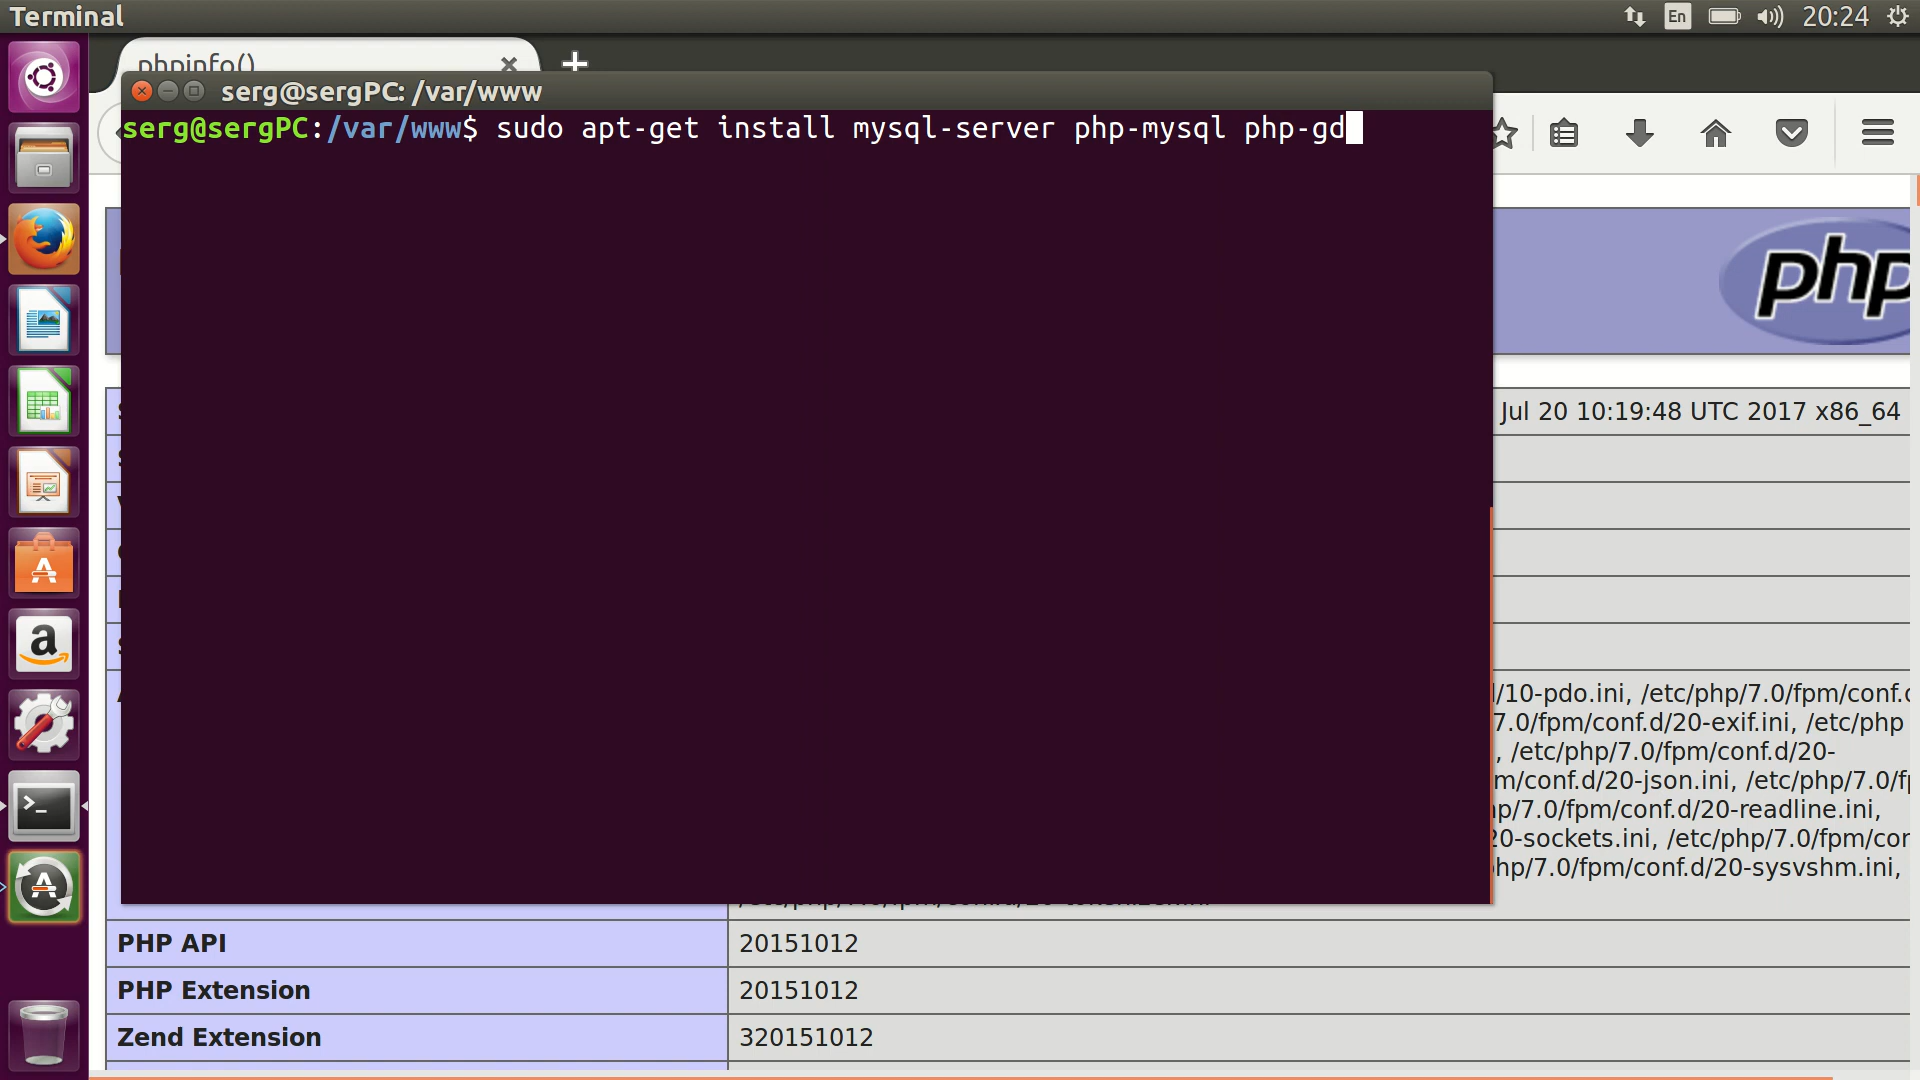 Terminal
En
20:24
phpinfo()
serg@sergPC: /var/www
serg@sergPC:/var/www$ sudo apt-get install mysql-server php-mysql php-gd
php
Jul 20 10:19:48 UTC 2017 x86_64
/10-pdo.ini, /etc/php/7.0/fpm/conf.
7.0/fpm/conf.d/20-exif.ini, /etc/php
, /etc/php/7.0/fpm/conf.d/20-
m/conf.d/20-json.ini, /etc/php/7.0/
hp/7.0/fpm/conf.d/20-readline.ini,
20-sockets.ini, /etc/php/7.0/fpm/con
php/7.0/fpm/conf.d/20-sysvshm.ini,
PHP API 20151012
PHP Extension 20151012
Zend Extension 320151012